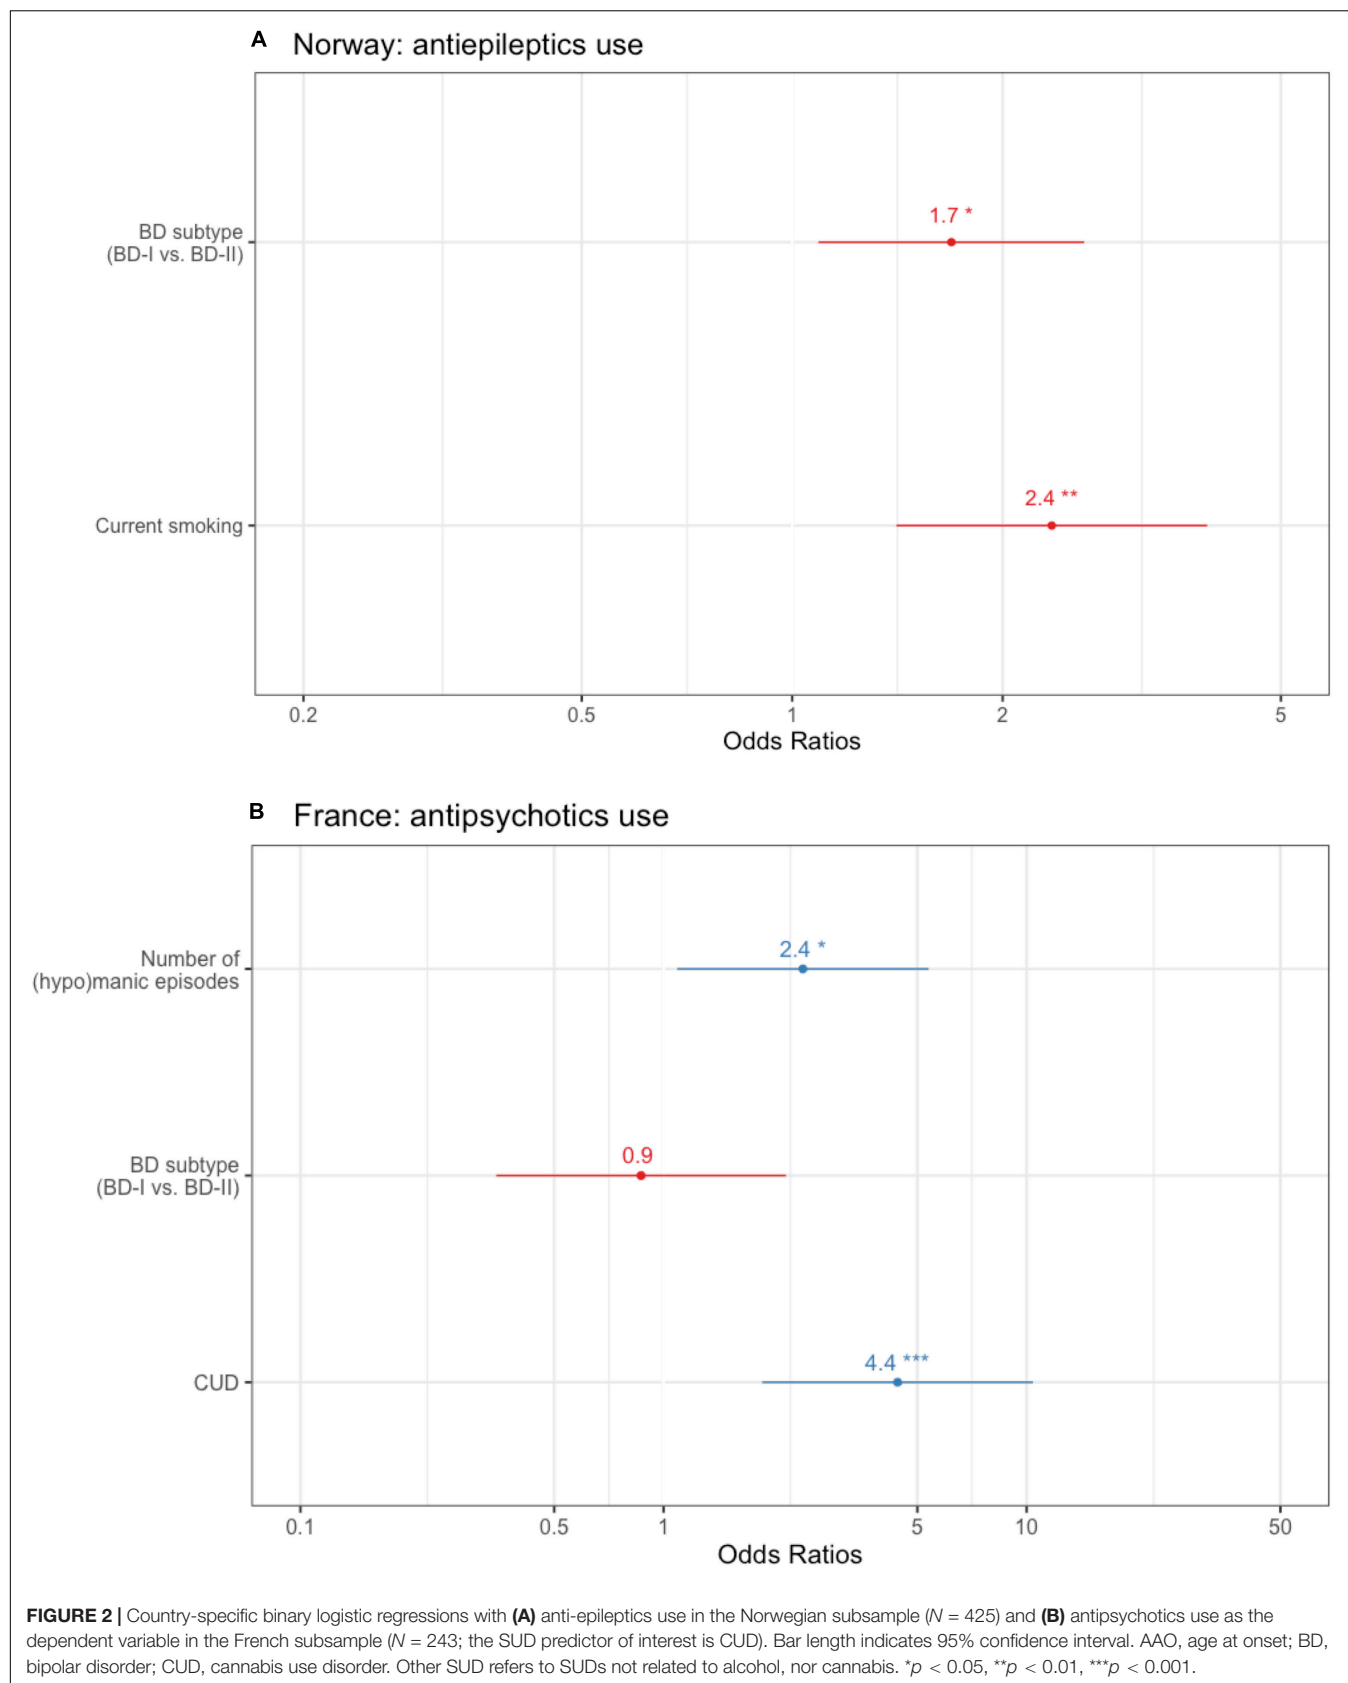 A Norway: antiepileptics use
1.7 *
BD subtype
(BD-I vs. BD-II)
2.4 **
Current smoking
0.2 0.5 1 2 5
Odds Ratios
B France: antipsychotics use
2.4 *
Number of
(hypo)manic episodes
0.9
BD subtype
(BD-I vs. BD-II)
4.4 ***
CUD
0.1 0.5 1 5 10 50
Odds Ratios
FIGURE 2 | Country-specific binary logistic regressions with (A) anti-epileptics use in the Norwegian subsample (N = 425) and (B) antipsychotics use as the
dependent variable in the French subsample (N = 243; the SUD predictor of interest is CUD). Bar length indicates 95% confidence interval. AAO, age at onset; BD,
bipolar disorder; CUD, cannabis use disorder. Other SUD refers to SUDs not related to alcohol, nor cannabis. *p < 0.05, **p < 0.01, ***p < 0.001.